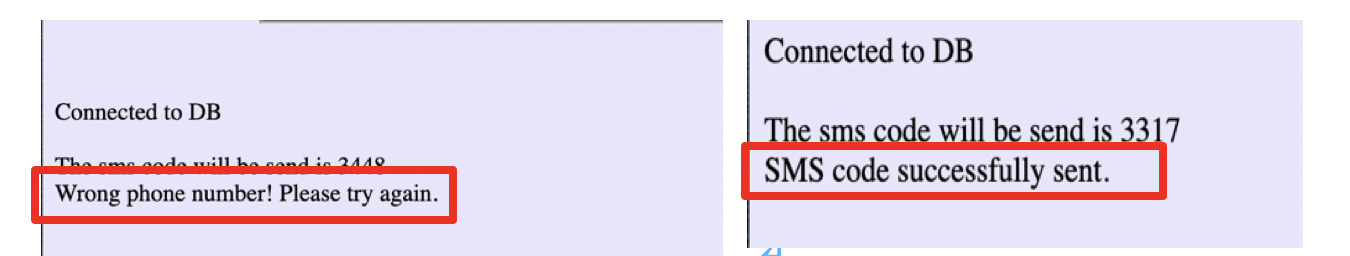 Connected to DB
The sms code will be send is 3448
Wrong phone number! Please try again.
Connected to DB
The sms code will be send is 3317
SMS code successfully sent.